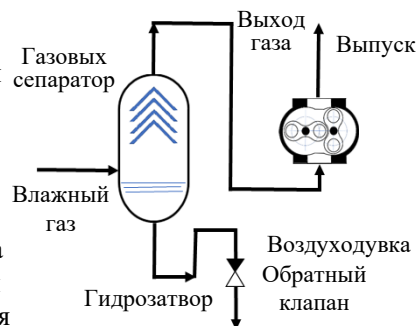 Выход
газа
Выпуск
Газовых
сепаратор
Влажный
газ
Гидрозатвор
Воздуходувка
Обратный
клапан